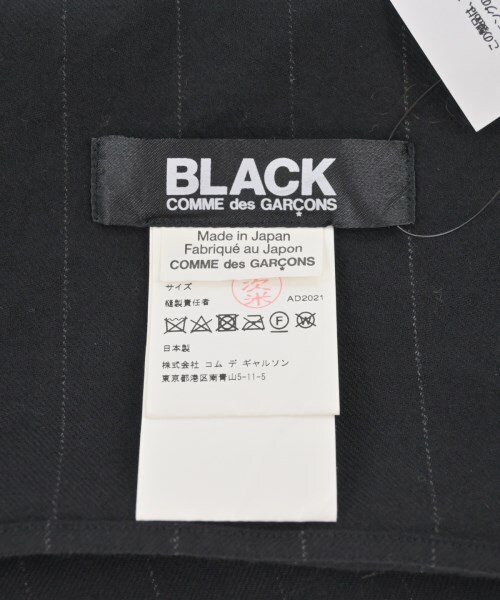 BLACK
COMME des GARÇONS
Made in Japan
Fabriqué au Japon
COMME des GARÇONS
サイズ
縫製責任者
AD2021
日本製
株式会社 コム デ ギャルソン
東京都港区南青山5-11-5